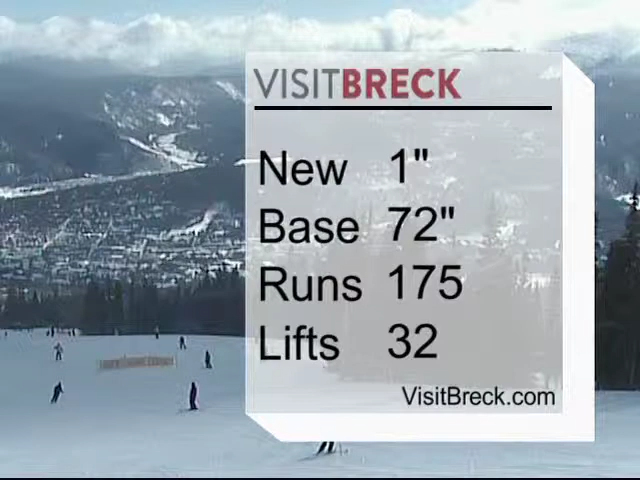 VISITBRECK
New 1"
Base 72"
Runs 175
Lifts 32
VisitBreck.com